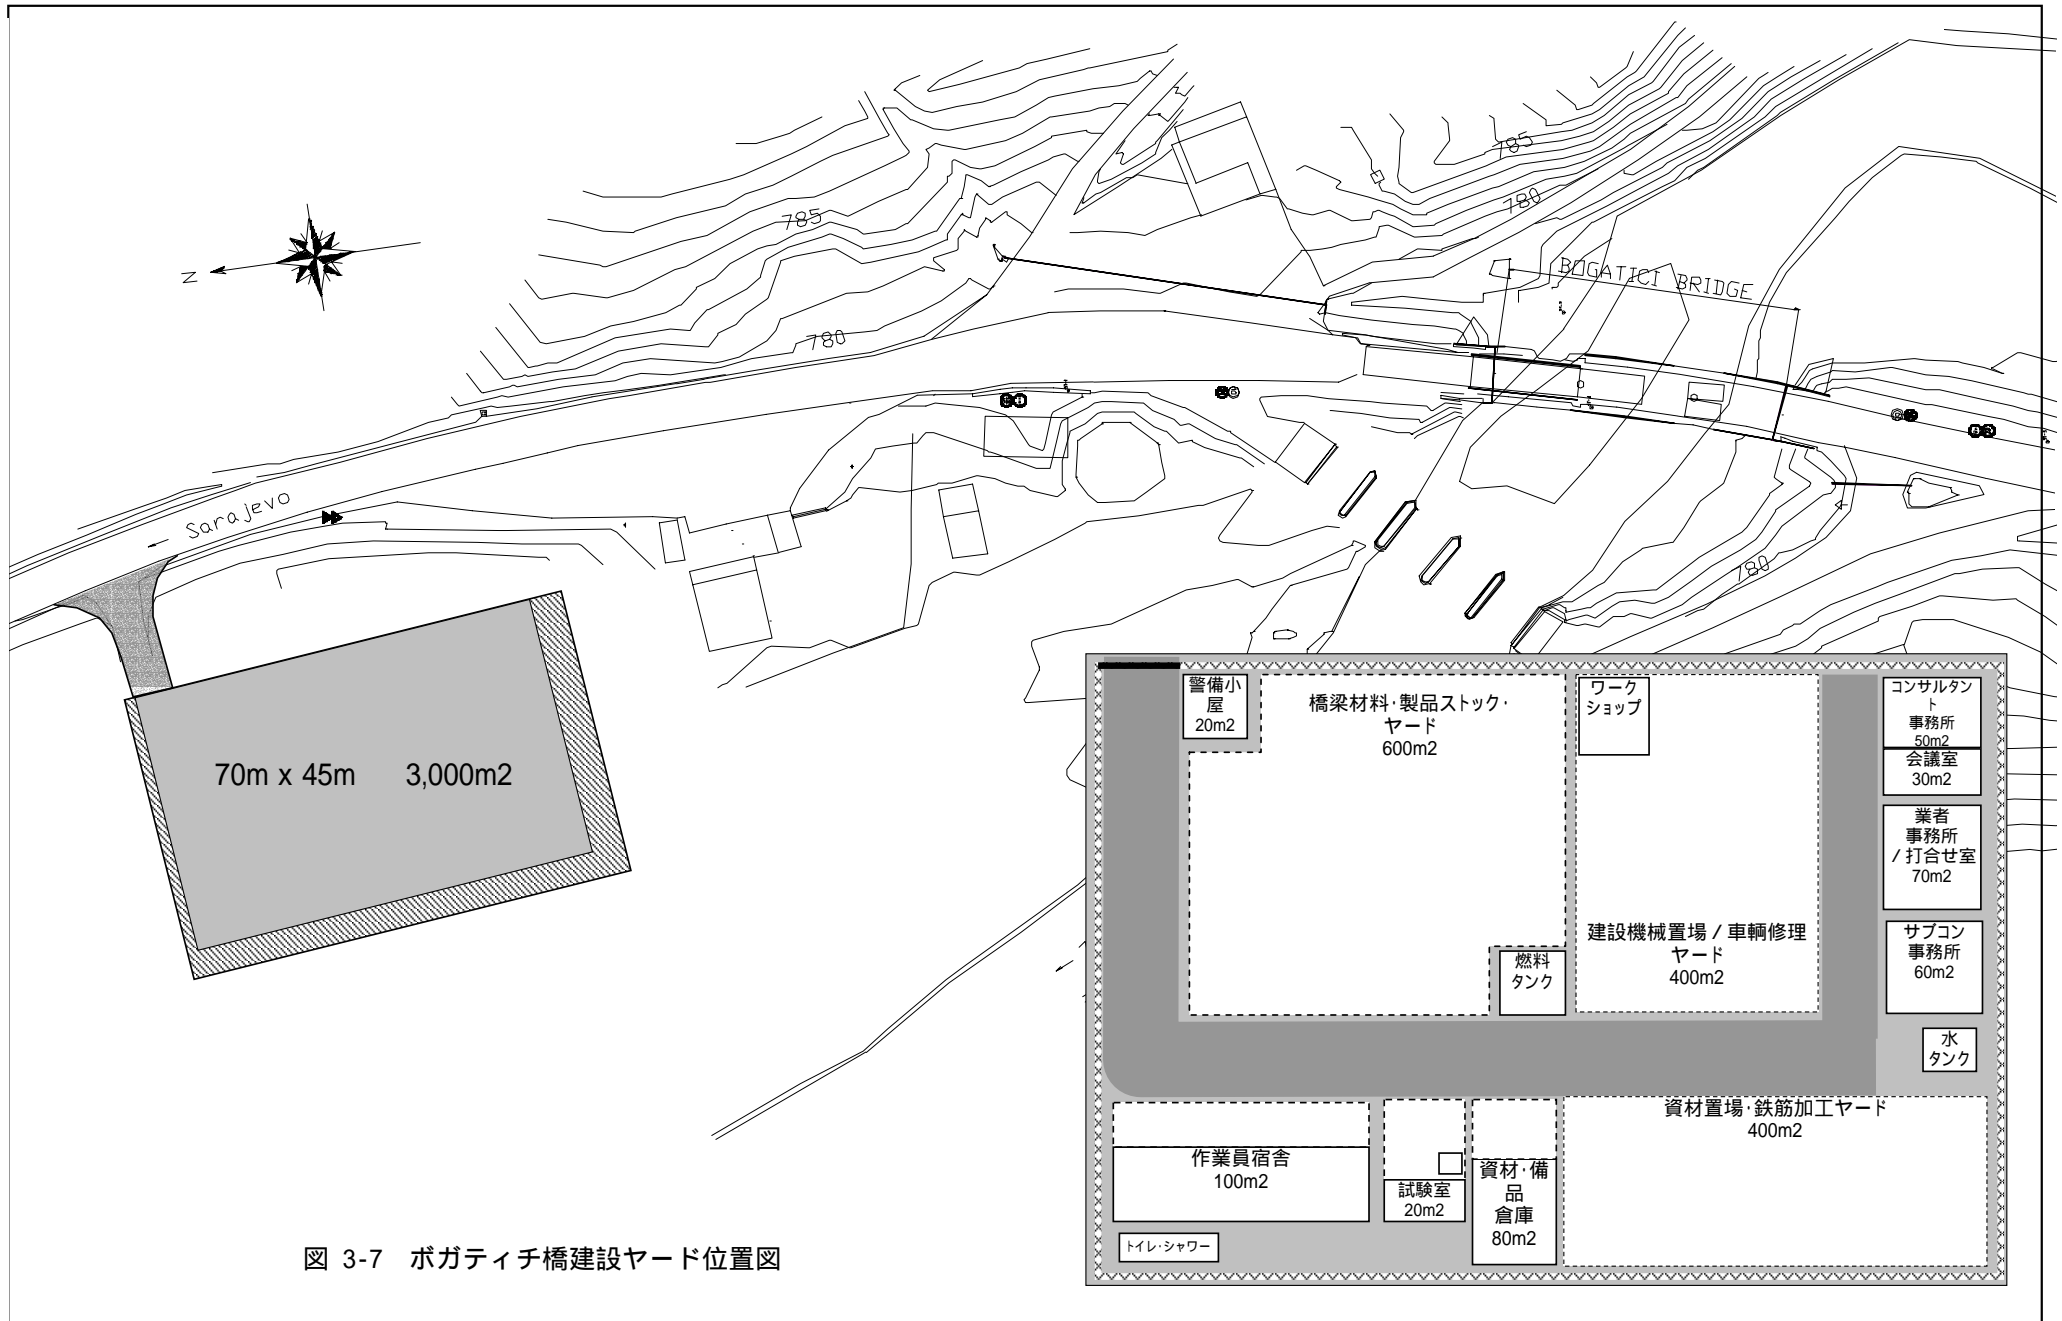 785
780
785
780
BOGATICI BRIDGE
N
780
Sarajevo
780
70m x 45m 3,000m2
警備小
屋
20m2
橋梁材料･製品ストック･
ヤード
600m2
ワーク
ショップ
コンサルタン
ト
事務所
50m2
会議室
30m2
業者
事務所
/ 打合せ室
70m2
建設機械置場 / 車輌修理
ヤード
400m2
サブコン
事務所
60m2
燃料
タンク
水
タンク
資材置場･鉄筋加工ヤード
400m2
作業員宿舎
100m2
試験室
20m2
資材･備
品
倉庫
80m2
トイレ･シャワー
図 3-7 ボガティチ橋建設ヤード位置図